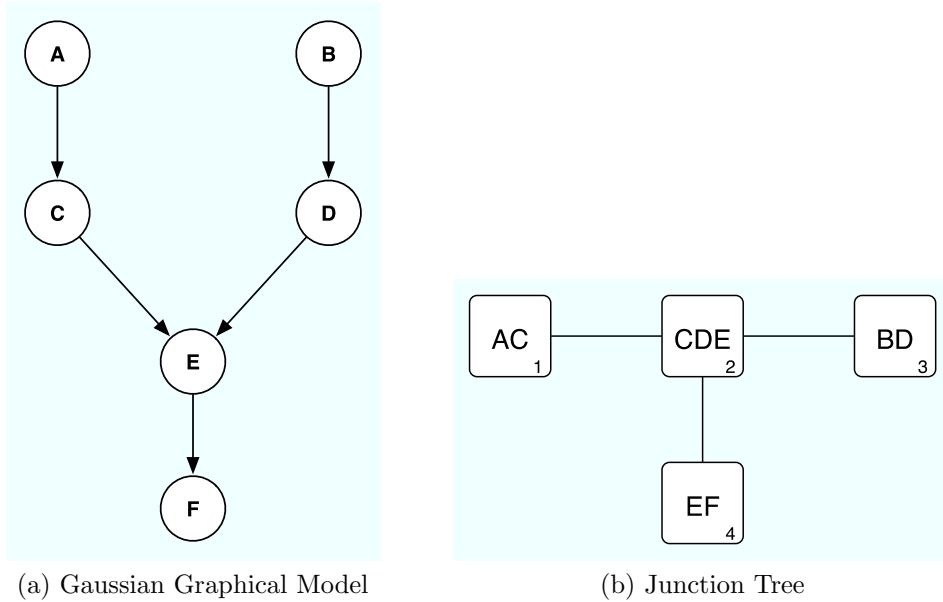 A
B
C
D
E
F
AC
1
CDE
2
BD
3
EF
4
(a) Gaussian Graphical Model
(b) Junction Tree